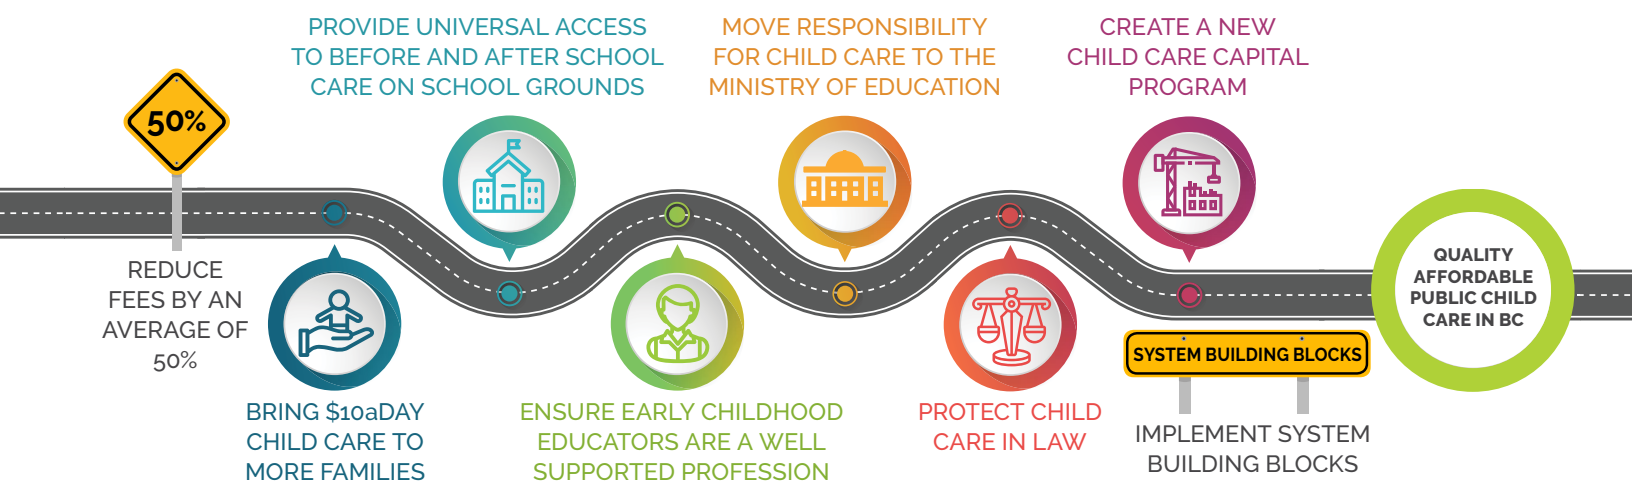 50%
REDUCE
FEES BY AN
AVERAGE OF
50%
BRING $10aDAY
CHILD CARE TO
MORE FAMILIES
PROVIDE UNIVERSAL ACCESS
TO BEFORE AND AFTER SCHOOL
CARE ON SCHOOL GROUNDS
ENSURE EARLY CHILDHOOD
EDUCATORS ARE A WELL
SUPPORTED PROFESSION
MOVE RESPONSIBILITY
FOR CHILD CARE TO THE
MINISTRY OF EDUCATION
PROTECT CHILD
CARE IN LAW
CREATE A NEW
CHILD CARE CAPITAL
PROGRAM
SYSTEM BUILDING BLOCKS
IMPLEMENT SYSTEM
BUILDING BLOCKS
QUALITY
AFFORDABLE
PUBLIC CHILD
CARE IN BC